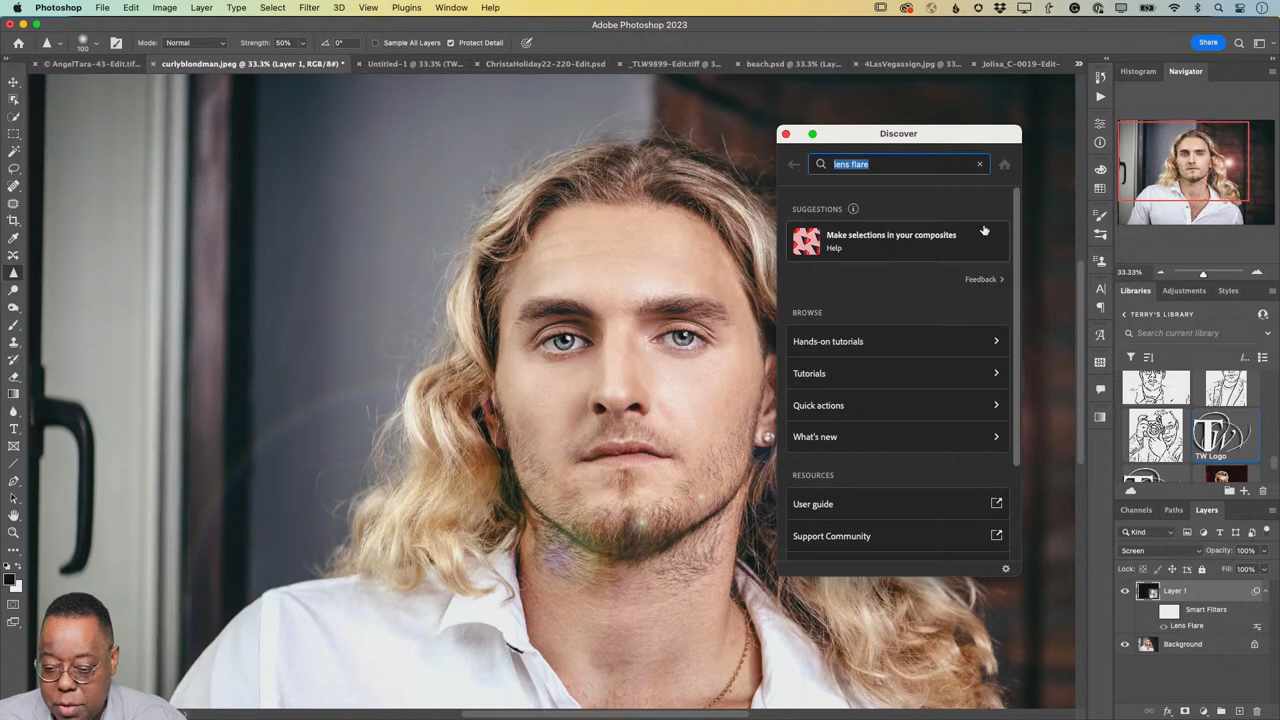 Photoshop File Edit Image Layer Type Select Filter 3D View Plugins Window Help
Adobe Photoshop 2023
100 Mode: Normal Strength: 50% 0° Sample All Layers Protect Detail Share
© AngelTara-43-Edit.tif... curlyblondman.jpeg @ 33.3% (Layer 1, RGB/8#) * Untitled-1 @ 33.3% (TW... ChristaHoliday22-220-Edit.psd _TLW9899-Edit.tiff @ 3... beach.psd @ 33.3% (Lay... 4LasVegassign.jpg @ 33... Jolisa_C-0019-Edit-
Histogram Navigator
Discover
lens flare
SUGGESTIONS
Make selections in your composites
Help
Feedback
BROWSE
Hands-on tutorials
Tutorials
Quick actions
What's new
RESOURCES
User guide
Support Community
33.33%
Libraries Adjustments Styles
TERRY'S LIBRARY
Search current library
TW Logo
Channels Paths Layers
Kind
Screen Opacity: 100%
Lock: Fill: 100%
Layer 1
Smart Filters
Lens Flare
Background